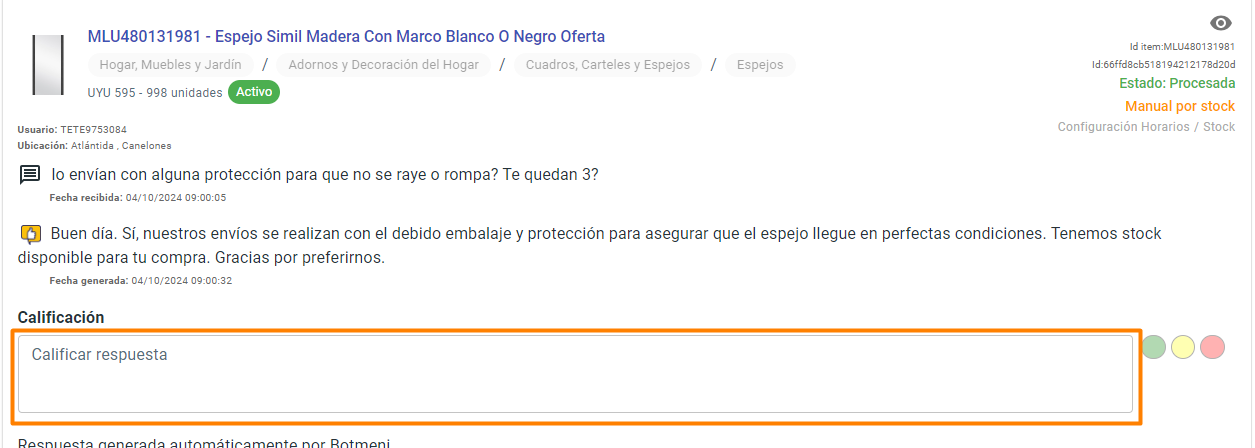 MLU480131981 - Espejo Simil Madera Con Marco Blanco O Negro Oferta
Hogar, Muebles y Jardín / Adornos y Decoración del Hogar / Cuadros, Carteles y Espejos / Espejos
UYU 595 - 998 unidades Activo
Id item:MLU480131981
Id:66ffd8cb518194212178d20d
Estado: Procesada
Manual por stock
Configuración Horarios / Stock
Usuario: TETE9753084
Ubicación: Atlántida , Canelones
lo envían con alguna protección para que no se raye o rompa? Te quedan 3?
Fecha recibida: 04/10/2024 09:00:05
Buen día. Sí, nuestros envíos se realizan con el debido embalaje y protección para asegurar que el espejo llegue en perfectas condiciones. Tenemos stock
disponible para tu compra. Gracias por preferirnos.
Fecha generada: 04/10/2024 09:00:32
Calificación
Calificar respuesta
Respuesta generada automáticamente por Botmeni